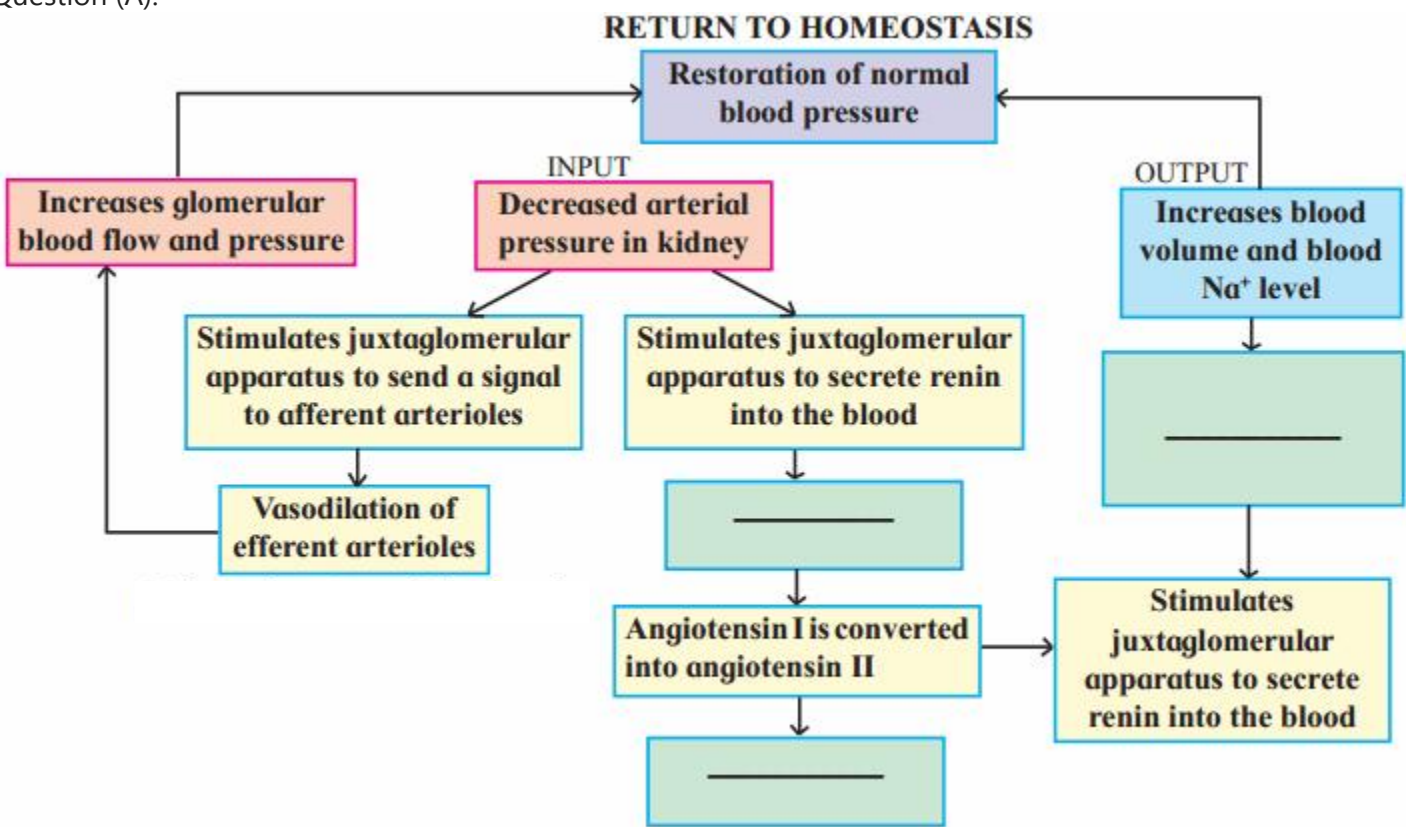 Question (A).
RETURN TO HOMEOSTASIS
Restoration of normal
blood pressure
INPUT
OUTPUT
Increases glomerular
blood flow and pressure
Decreased arterial
pressure in kidney
Increases blood
volume and blood
Na⁺ level
Stimulates juxtaglomerular
apparatus to send a signal
to afferent arterioles
Stimulates juxtaglomerular
apparatus to secrete renin
into the blood
Vasodilation of
efferent arterioles
Angiotensin I is converted
into angiotensin II
Stimulates
juxtaglomerular
apparatus to secrete
renin into the blood